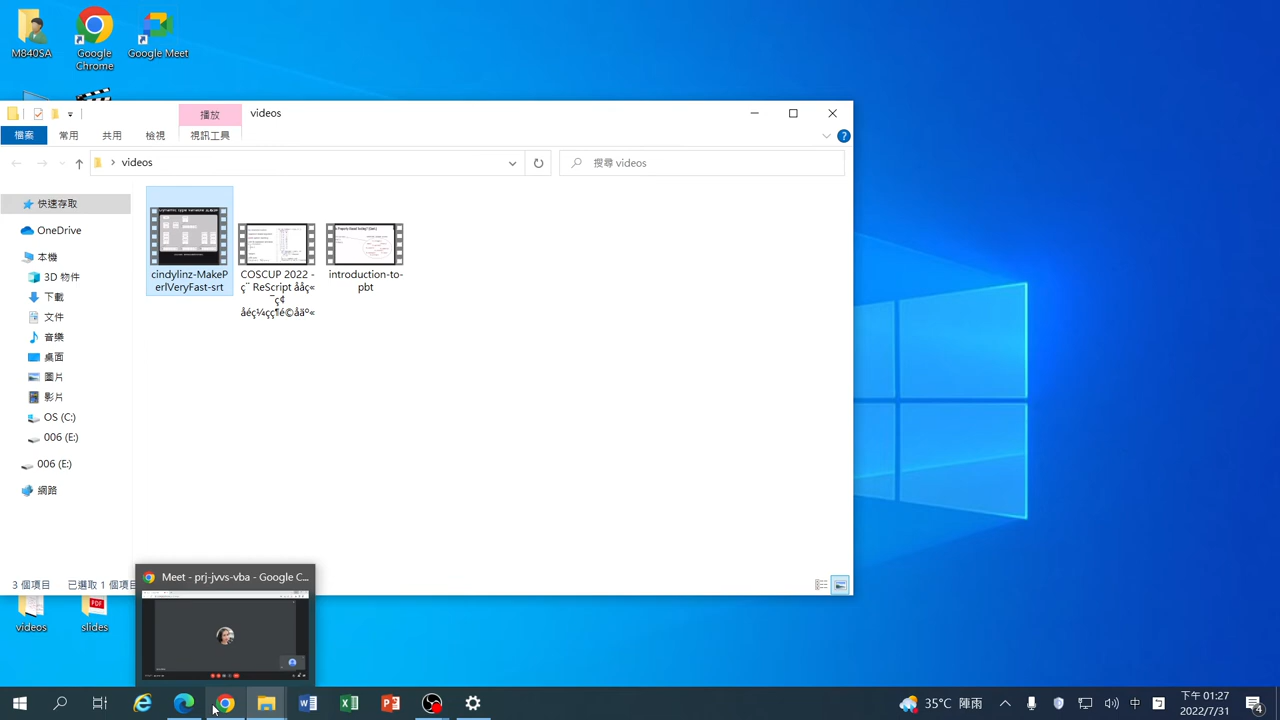 M840SA
Google Chrome
Google Meet
播放
videos
檔案
常用
共用
檢視
視訊工具
videos
搜尋 videos
快速存取
OneDrive
本機
3D 物件
下載
文件
音樂
桌面
圖片
影片
OS (C:)
006 (E:)
006 (E:)
網路
cindylinz-MakeP
erlVeryFast-srt
COSCUP 2022 -
introduction-to-
pbt
3 個項目
已選取 1 個項目
Meet - prj-jvvs-vba - Google C...
videos
slides
PDF
35°C 陣雨
中
下午 01:27
2022/7/31
4